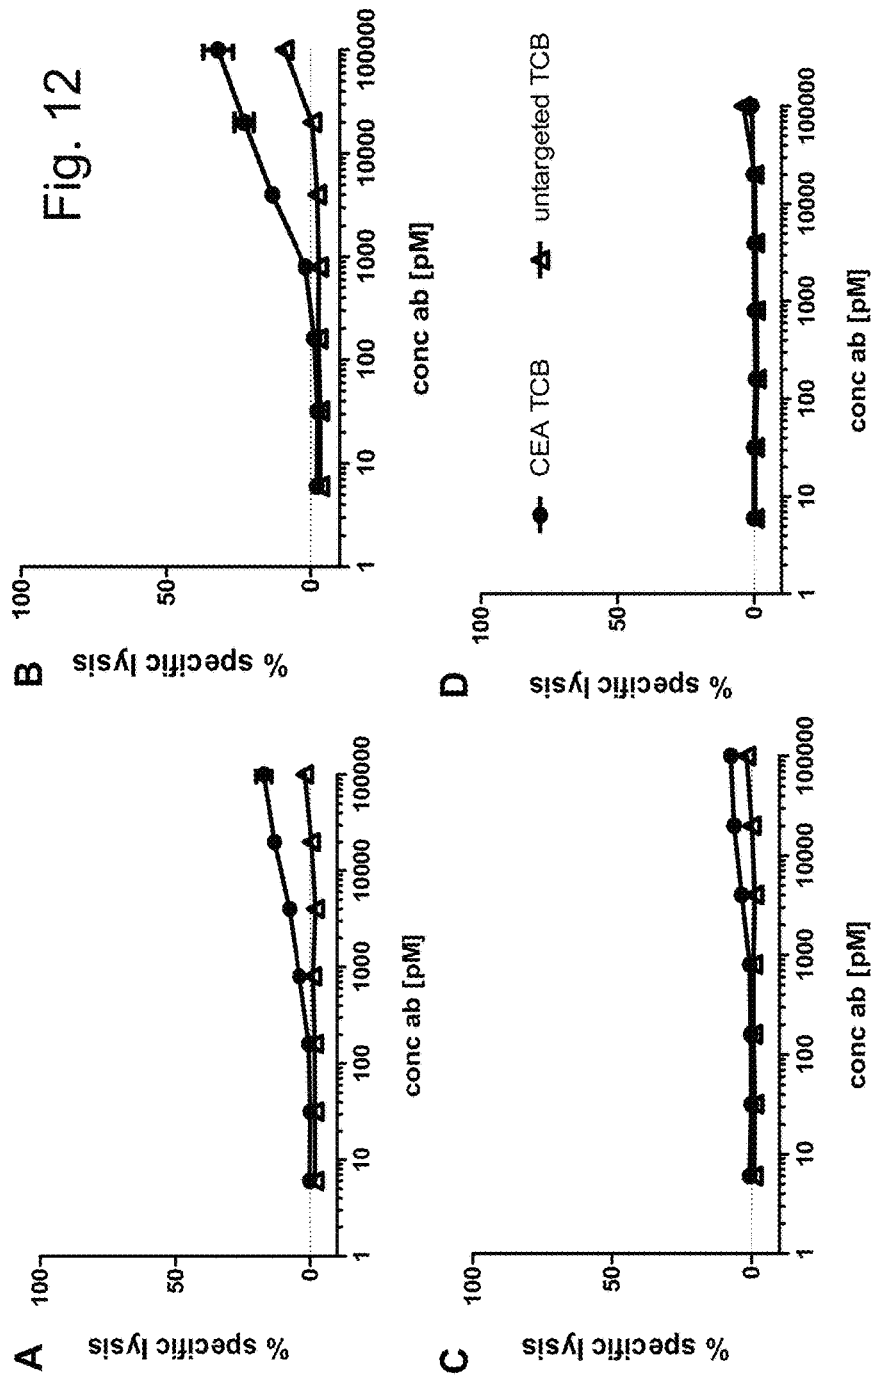 Fig. 12
A
% specific lysis
100
50
0
1 10 100 1000 10000 100000
conc ab [pM]
B
% specific lysis
100
50
0
1 10 100 1000 10000 100000
conc ab [pM]
C
% specific lysis
100
50
0
1 10 100 1000 10000 100000
conc ab [pM]
D
CEA TCB untargeted TCB
% specific lysis
100
50
0
1 10 100 1000 10000 100000
conc ab [pM]